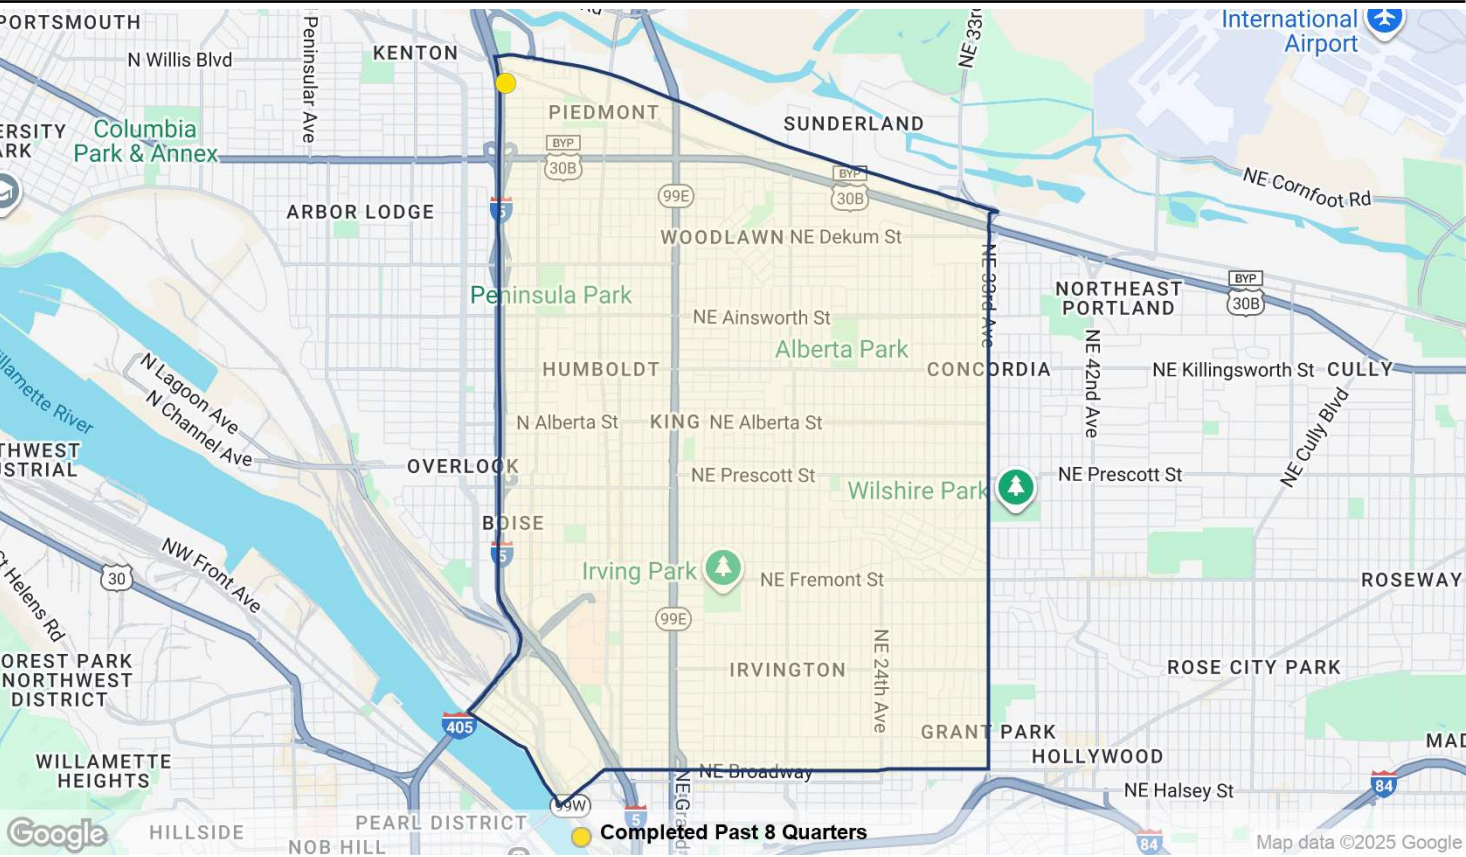 PORTSMOUTH
N Willis Blvd
N Peninsular Ave
KENTON
Rd
NE 33rd
International
Airport
PIEDMONT
SUNDERLAND
Columbia
Park & Annex
ERSITY
ARK
BYP
30B
99E
BYP
30B
NE Cornfoot Rd
ARBOR LODGE
5
WOODLAWN
NE Dekum St
NE 33rd Ave
Peninsula Park
NORTHEAST
PORTLAND
BYP
30B
NE Ainsworth St
Alberta Park
HUMBOLDT
CONCORDIA
NE 42nd Ave
NE Killingsworth St
CULLY
NE Cully Blvd
Willamette River
N Lagoon Ave
N Channel Ave
N Alberta St
KING
NE Alberta St
THWEST
USTRIAL
OVERLOOK
NE Prescott St
Wilshire Park
NE Prescott St
BOISE
5
NW Front Ave
30
St Helens Rd
Irving Park
NE Fremont St
ROSEWAY
99E
NE 24th Ave
OREST PARK
NORTHWEST
DISTRICT
IRVINGTON
ROSE CITY PARK
405
GRANT PARK
HOLLYWOOD
MAD
WILLAMETTE
HEIGHTS
NE Broadway
NE Grand
NE Halsey St
84
99W
5
PEARL DISTRICT
Completed Past 8 Quarters
Google
HILLSIDE
NOB HILL
84
Map data ©2025 Google